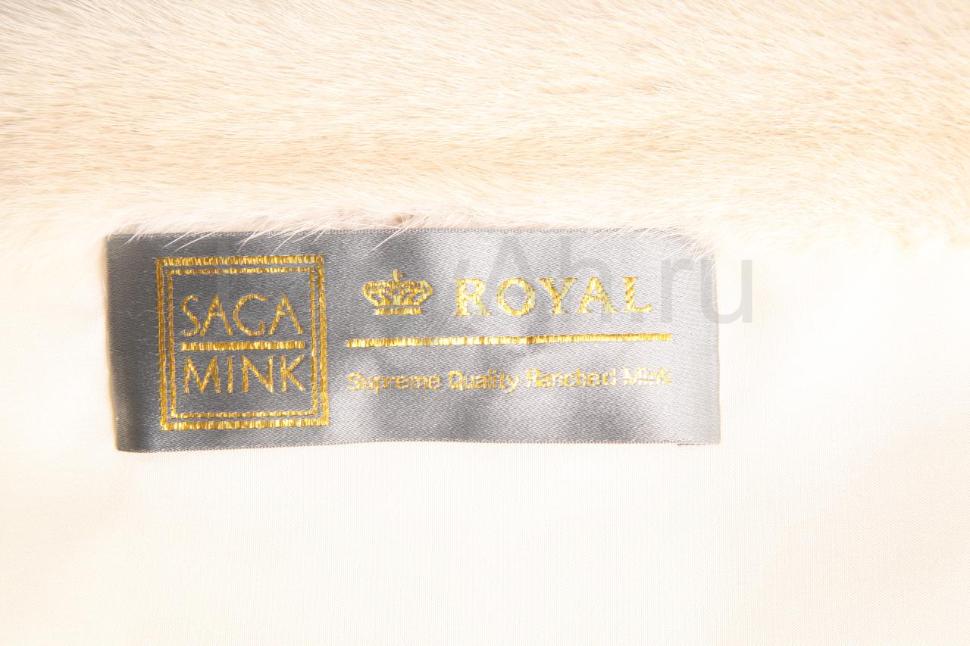 SAGA
MINK
ROYAL
Supreme Quality Ranched Mink